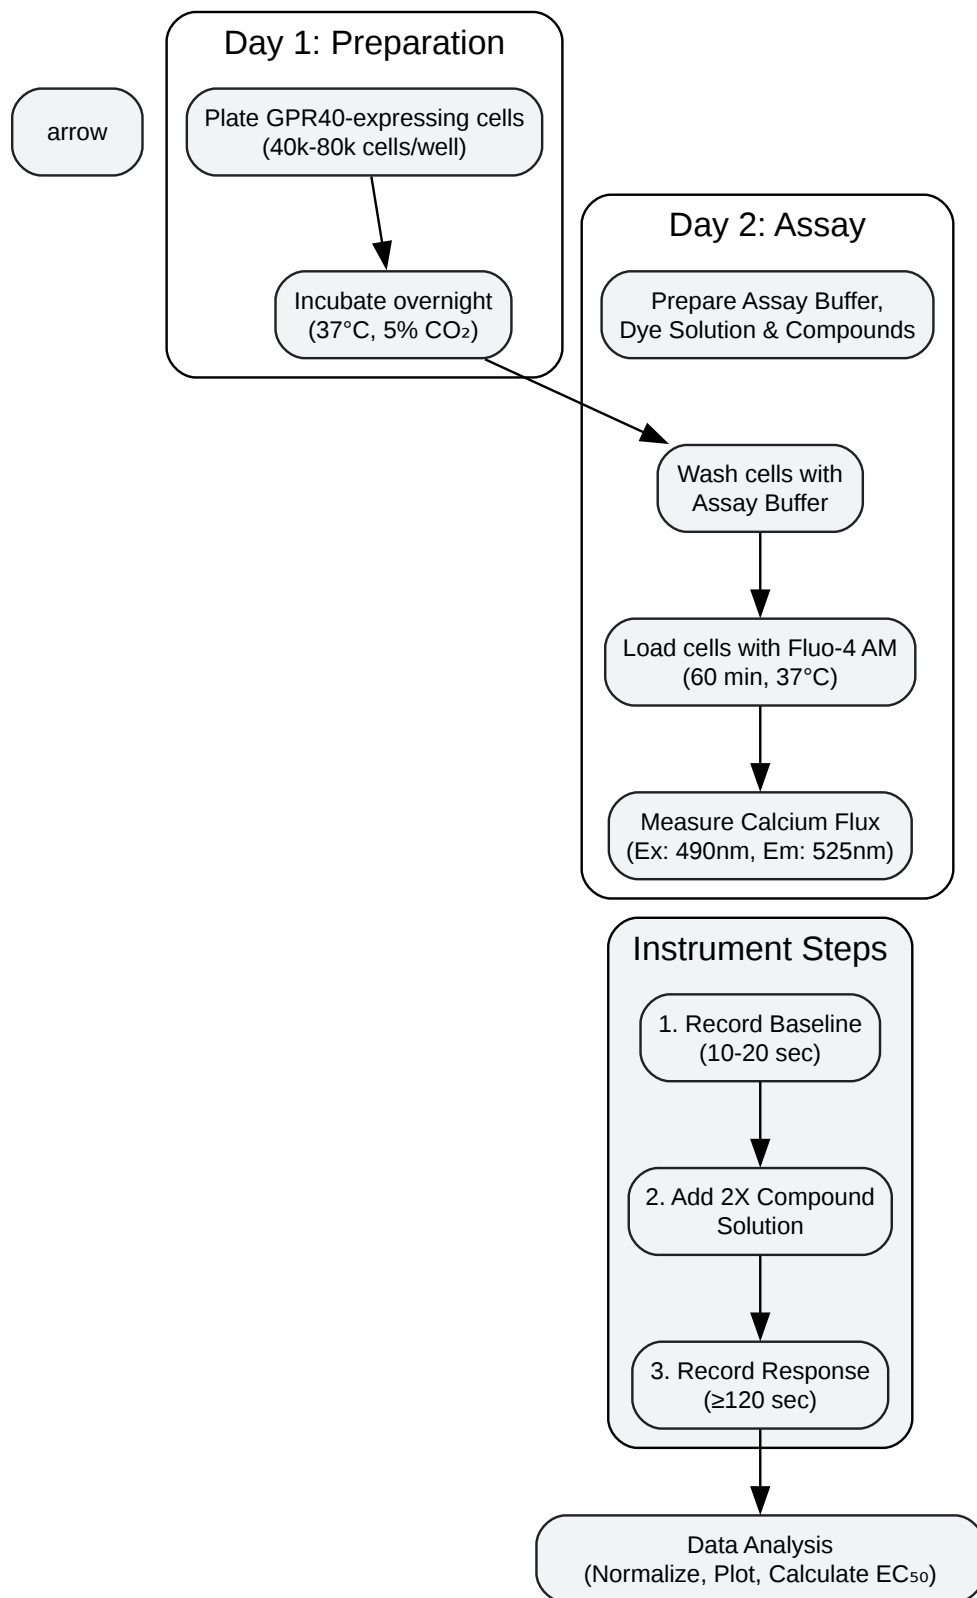 Day 1: Preparation
arrow
Plate GPR40-expressing cells
(40k-80k cells/well)
Incubate overnight
(37°C, 5% CO₂)
Day 2: Assay
Prepare Assay Buffer,
Dye Solution & Compounds
Wash cells with
Assay Buffer
Load cells with Fluo-4 AM
(60 min, 37°C)
Measure Calcium Flux
(Ex: 490nm, Em: 525nm)
Instrument Steps
1. Record Baseline
(10-20 sec)
2. Add 2X Compound
Solution
3. Record Response
(≥120 sec)
Data Analysis
(Normalize, Plot, Calculate EC₅₀)